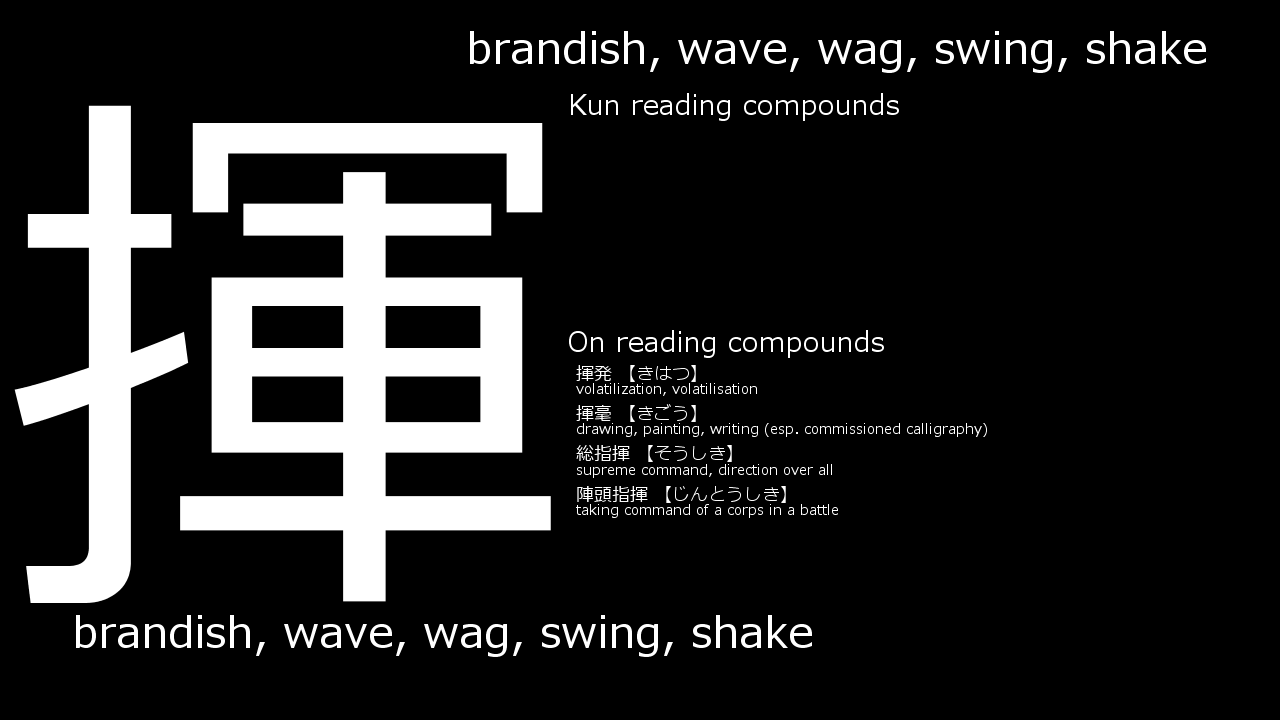 brandish, wave, wag, swing, shake
Kun reading compounds
揮
On reading compounds
揮発 【きはつ】
volatilization, volatilisation
揮毫 【きごう】
drawing, painting, writing (esp. commissioned calligraphy)
総指揮 【そうしき】
supreme command, direction over all
陣頭指揮 【じんとうしき】
taking command of a corps in a battle
brandish, wave, wag, swing, shake